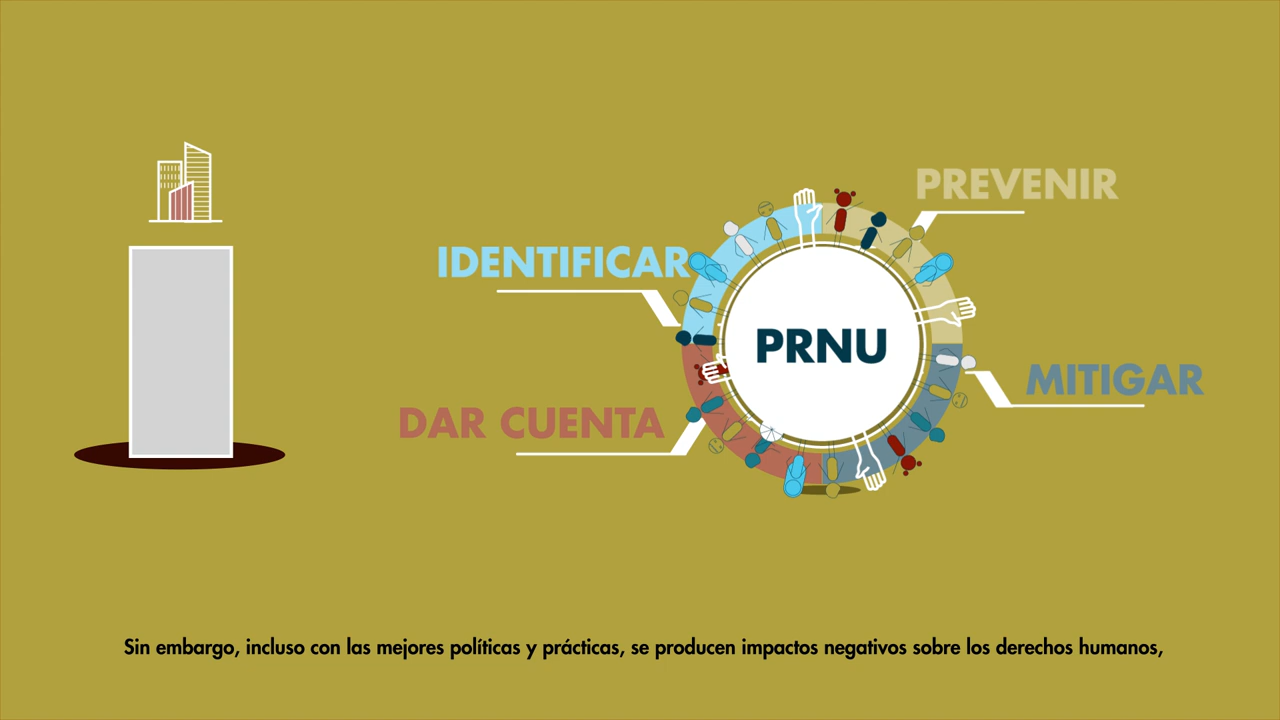 PREVENIR
IDENTIFICAR
PRNU
MITIGAR
DAR CUENTA
Sin embargo, incluso con las mejores políticas y prácticas, se producen impactos negativos sobre los derechos humanos,